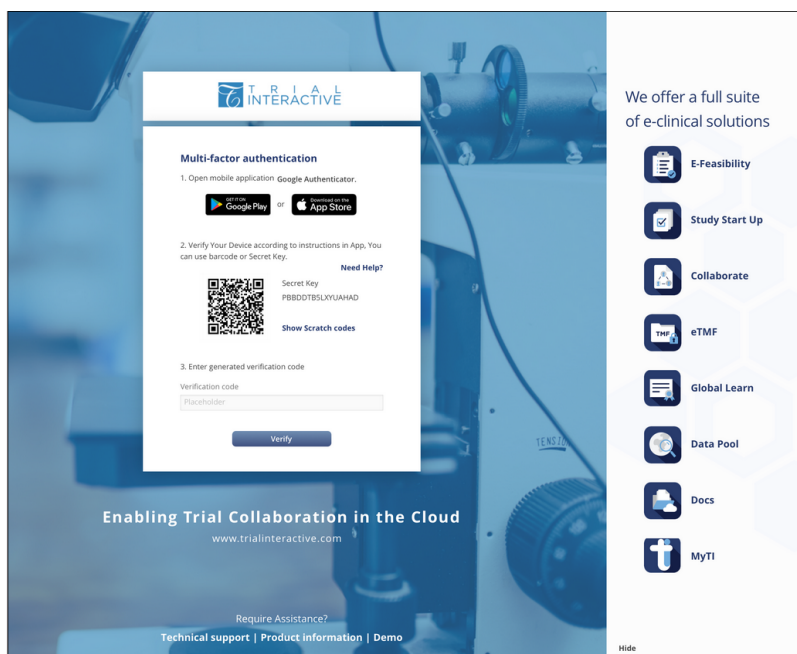 TRIAL
INTERACTIVE
Multi-factor authentication
1. Open mobile application Google Authenticator.
GET IT ON
Google Play
or
Download on the
App Store
2. Verify Your Device according to instructions in App, You
can use barcode or Secret Key.
Need Help?
Secret Key
PBBDDTB5LXYUAHAD
Show Scratch codes
3. Enter generated verification code
Verification code
Placeholder
Verify
TENSION
Enabling Trial Collaboration in the Cloud
www.trialinteractive.com
Require Assistance?
Technical support | Product information | Demo
We offer a full suite
of e-clinical solutions
E-Feasibility
Study Start Up
Collaborate
TMF
eTMF
Global Learn
Data Pool
Docs
MyTI
Hide